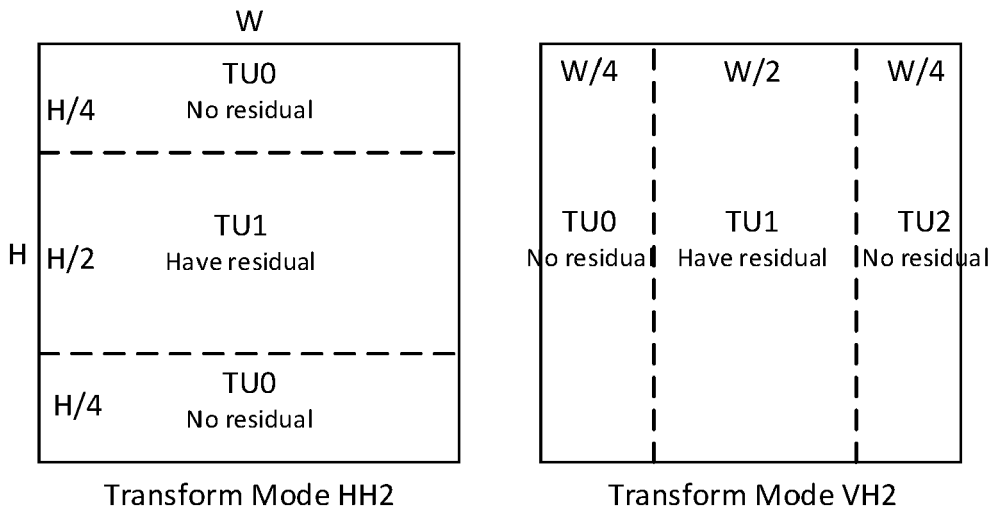 W
TU0
No residual
H/4
TU1
H
H/2
Have residual
TU0
No residual
H/4
Transform Mode HH2
W/4
W/2
W/4
TU0
TU1
TU2
No residual
Have residual
No residual
Transform Mode VH2